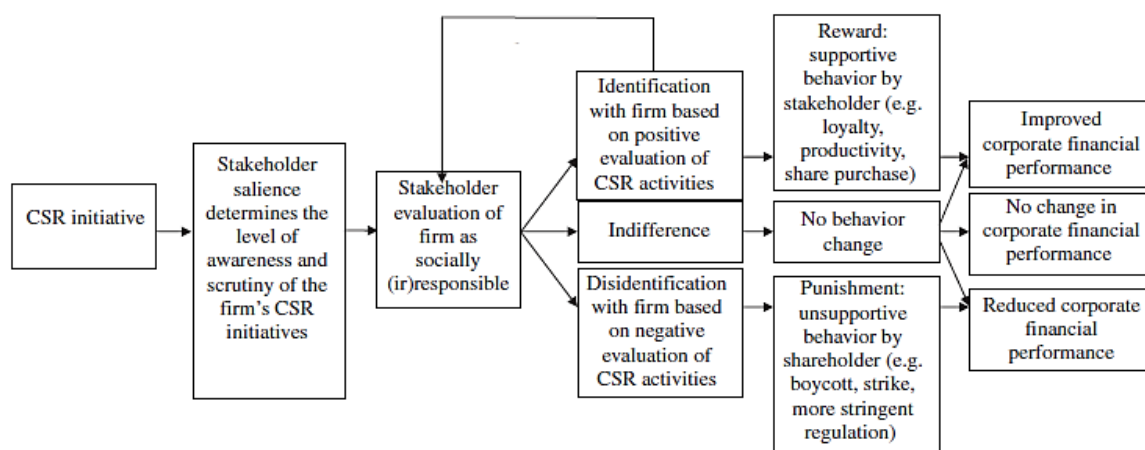 CSR initiative
Stakeholder
salience
determines the
level of
awareness and
scrutiny of the
firm's CSR
initiatives
Stakeholder
evaluation of
firm as
socially
(ir)responsible
Identification
with firm based
on positive
evaluation of
CSR activities
Indifference
Disidentification
with firm based
on negative
evaluation of
CSR activities
Reward:
supportive
behavior by
stakeholder (e.g.
loyalty,
productivity,
share purchase)
No behavior
change
Punishment:
unsupportive
behavior by
shareholder (e.g.
boycott, strike,
more stringent
regulation)
Improved
corporate financial
performance
No change in
corporate financial
performance
Reduced corporate
financial
performance